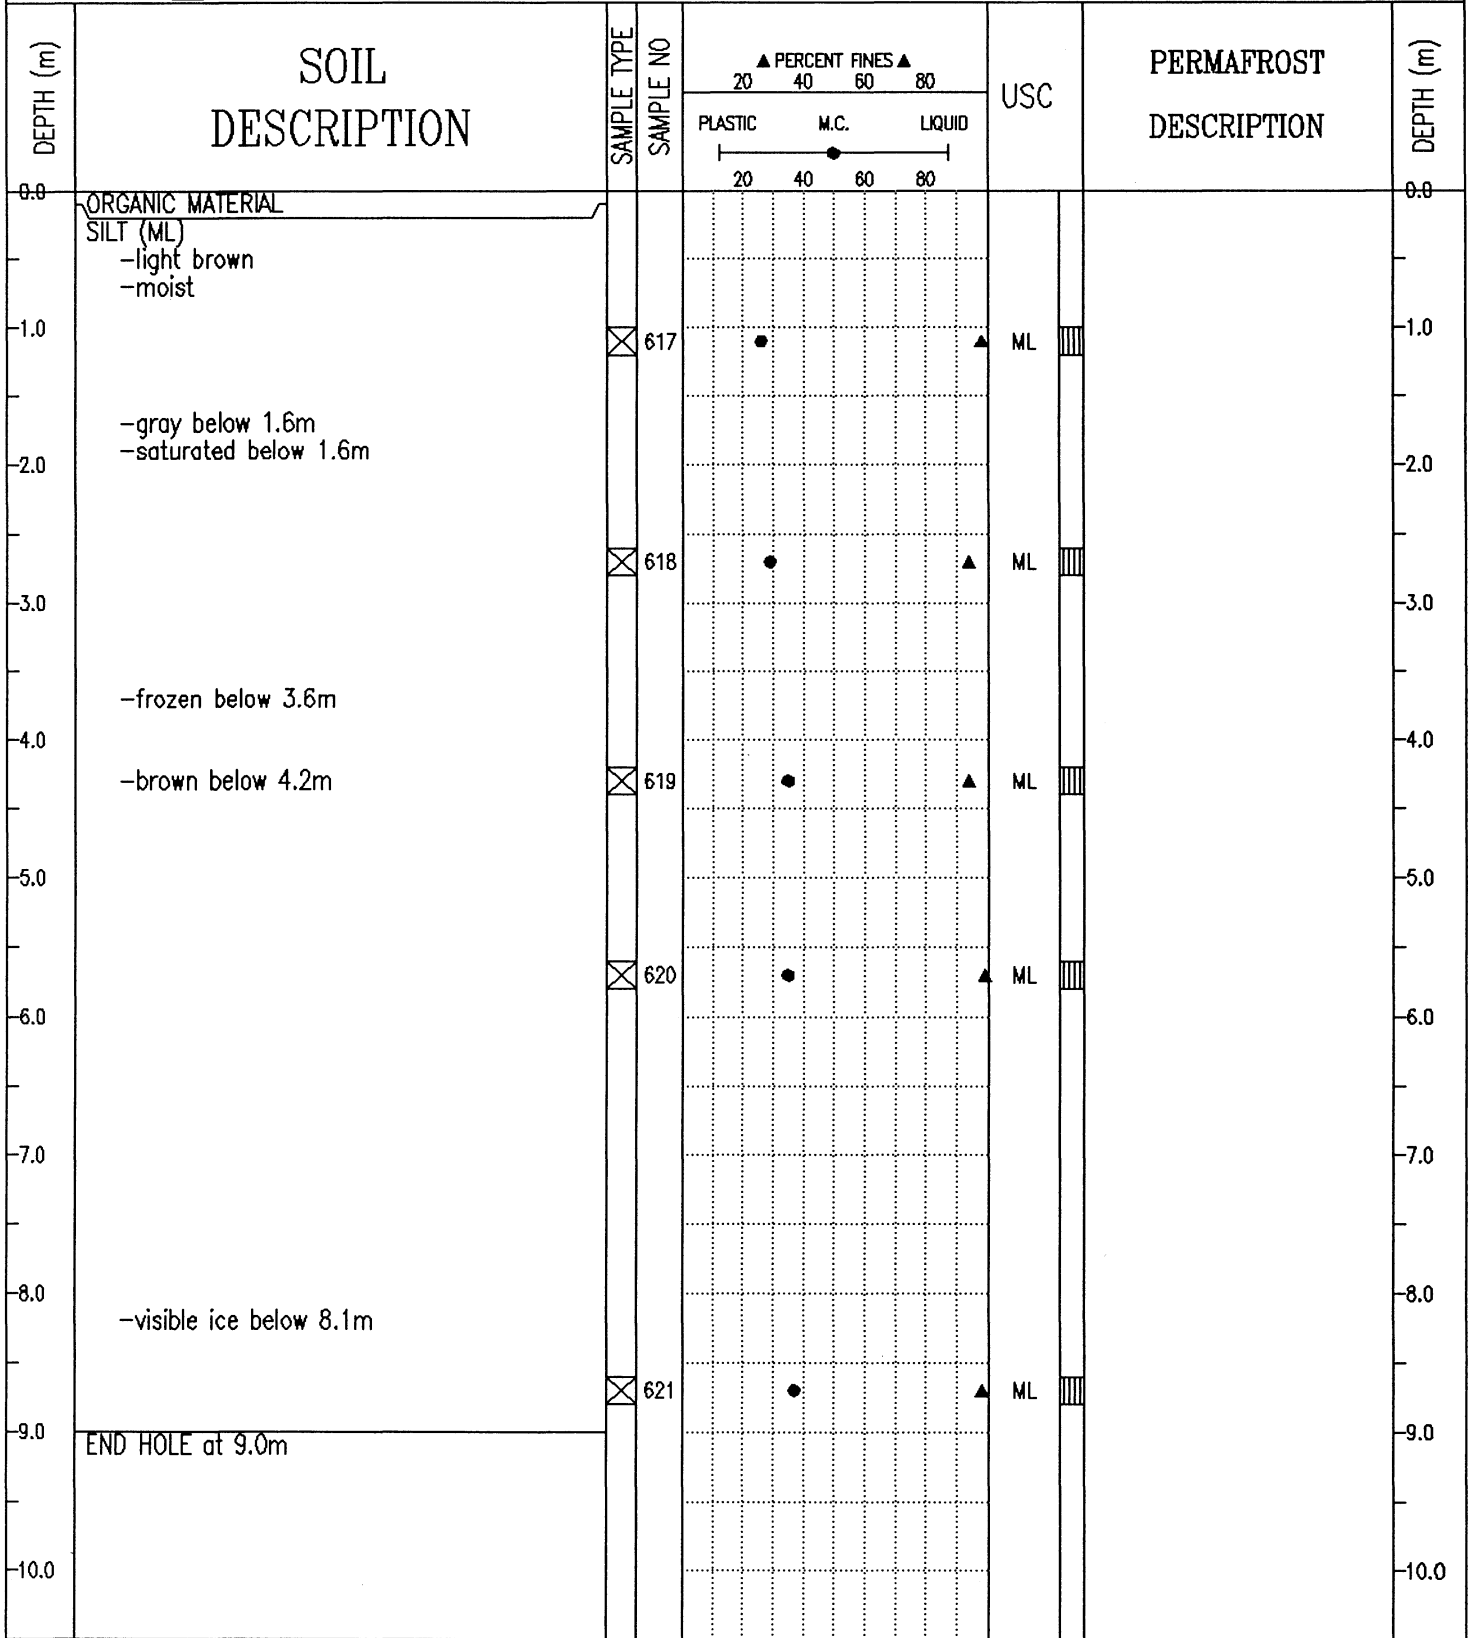 DEPTH (m)
SOIL
DESCRIPTION
SAMPLE TYPE
SAMPLE NO
▲ PERCENT FINES ▲
20 40 60 80
PLASTIC M.C. LIQUID
20 40 60 80
USC
PERMAFROST
DESCRIPTION
DEPTH (m)
0.0 0.0
ORGANIC MATERIAL
SILT (ML)
-light brown
-moist
1.0 617 ML 1.0
-gray below 1.6m
-saturated below 1.6m
2.0 2.0
618 ML
3.0 3.0
-frozen below 3.6m
4.0 4.0
-brown below 4.2m 619 ML
5.0 5.0
620 ML
6.0 6.0
7.0 7.0
8.0 8.0
-visible ice below 8.1m
621 ML
9.0 9.0
END HOLE at 9.0m
10.0 10.0